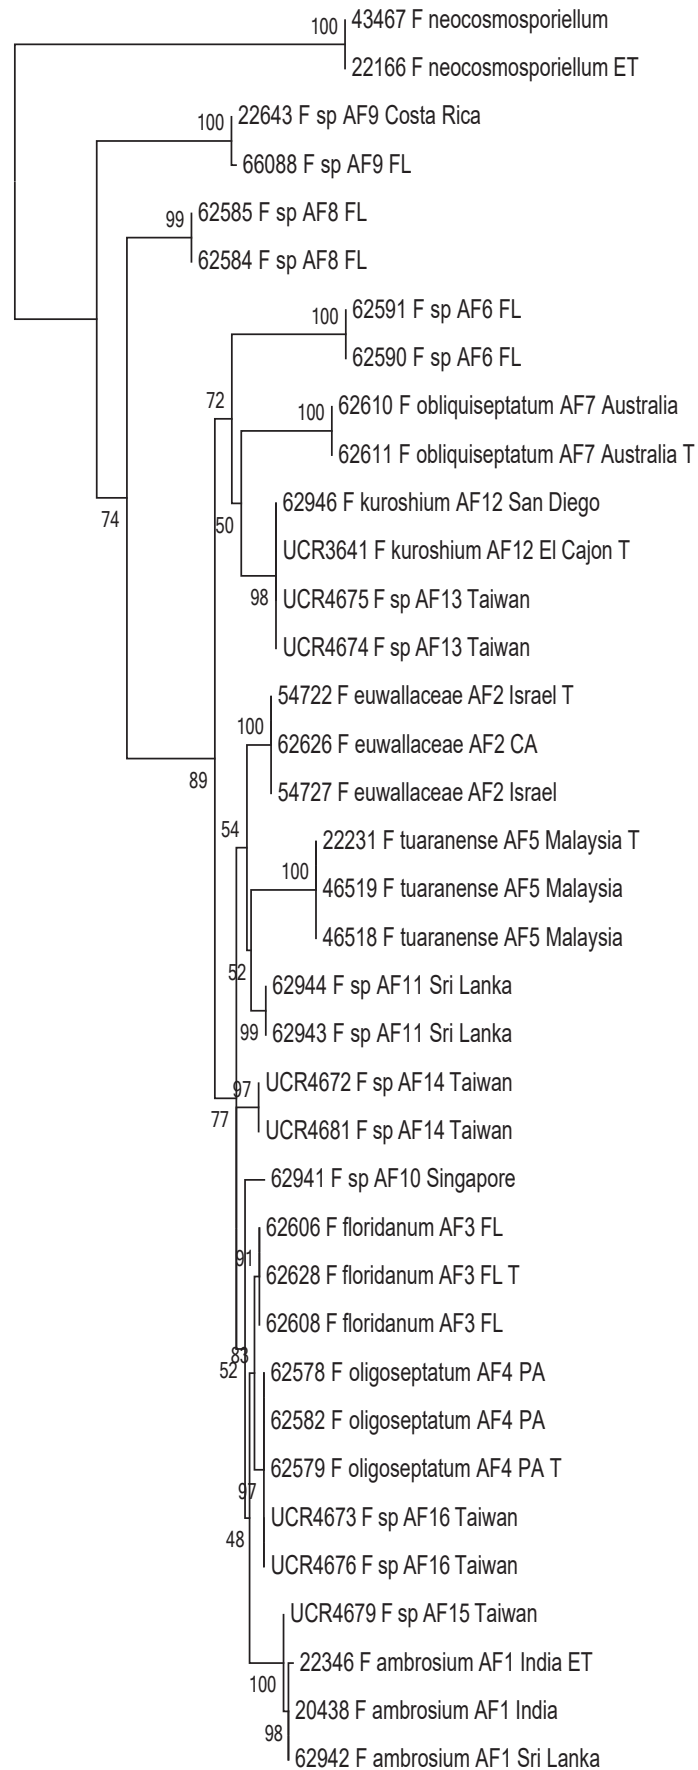 100
43467 F neocosmosporiellum
22166 F neocosmosporiellum ET
100
22643 F sp AF9 Costa Rica
66088 F sp AF9 FL
99
62585 F sp AF8 FL
62584 F sp AF8 FL
100
62591 F sp AF6 FL
62590 F sp AF6 FL
72
100
62610 F obliquiseptatum AF7 Australia
62611 F obliquiseptatum AF7 Australia T
74
50
62946 F kuroshium AF12 San Diego
UCR3641 F kuroshium AF12 El Cajon T
98
UCR4675 F sp AF13 Taiwan
UCR4674 F sp AF13 Taiwan
100
54722 F euwallaceae AF2 Israel T
62626 F euwallaceae AF2 CA
89
54727 F euwallaceae AF2 Israel
54
100
22231 F tuaranense AF5 Malaysia T
46519 F tuaranense AF5 Malaysia
46518 F tuaranense AF5 Malaysia
52
62944 F sp AF11 Sri Lanka
99
62943 F sp AF11 Sri Lanka
97
UCR4672 F sp AF14 Taiwan
77
UCR4681 F sp AF14 Taiwan
62941 F sp AF10 Singapore
91
62606 F floridanum AF3 FL
62628 F floridanum AF3 FL T
62608 F floridanum AF3 FL
83
52
62578 F oligoseptatum AF4 PA
62582 F oligoseptatum AF4 PA
62579 F oligoseptatum AF4 PA T
97
UCR4673 F sp AF16 Taiwan
48
UCR4676 F sp AF16 Taiwan
UCR4679 F sp AF15 Taiwan
100
22346 F ambrosium AF1 India ET
20438 F ambrosium AF1 India
98
62942 F ambrosium AF1 Sri Lanka